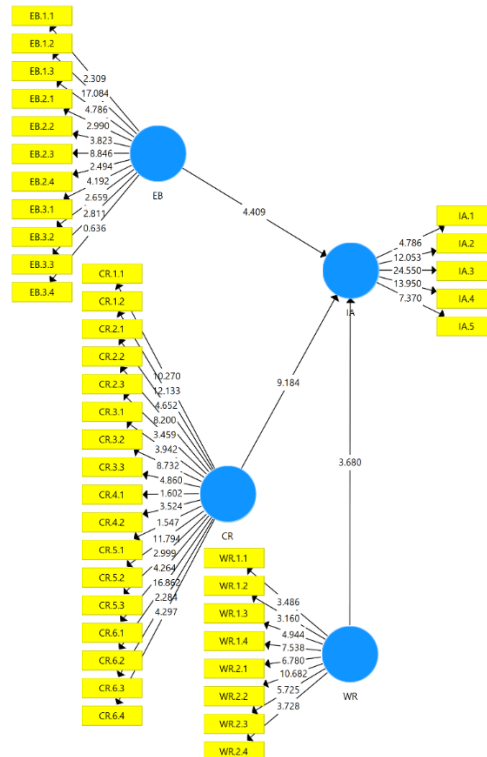 EB.1.1
EB.1.2
EB.1.3
EB.2.1
EB.2.2
EB.2.3
EB.2.4
EB.3.1
EB.3.2
EB.3.3
EB.3.4
2.309
17.084
4.786
2.990
3.823
8.846
2.494
4.192
2.659
2.811
0.636
EB
4.409
IA
4.786
12.053
24.550
13.950
7.370
IA.1
IA.2
IA.3
IA.4
IA.5
CR.1.1
CR.1.2
CR.2.1
CR.2.2
CR.2.3
CR.3.1
CR.3.2
CR.3.3
CR.4.1
CR.4.2
CR.5.1
CR.5.2
CR.5.3
CR.6.1
CR.6.2
CR.6.3
CR.6.4
10.270
12.133
4.652
8.200
3.459
3.942
8.732
4.860
1.602
3.524
1.547
11.794
2.999
4.264
16.862
2.284
4.297
CR
9.184
3.680
WR.1.1
WR.1.2
WR.1.3
WR.1.4
WR.2.1
WR.2.2
WR.2.3
WR.2.4
3.486
3.160
4.944
7.538
6.780
10.682
5.725
3.728
WR